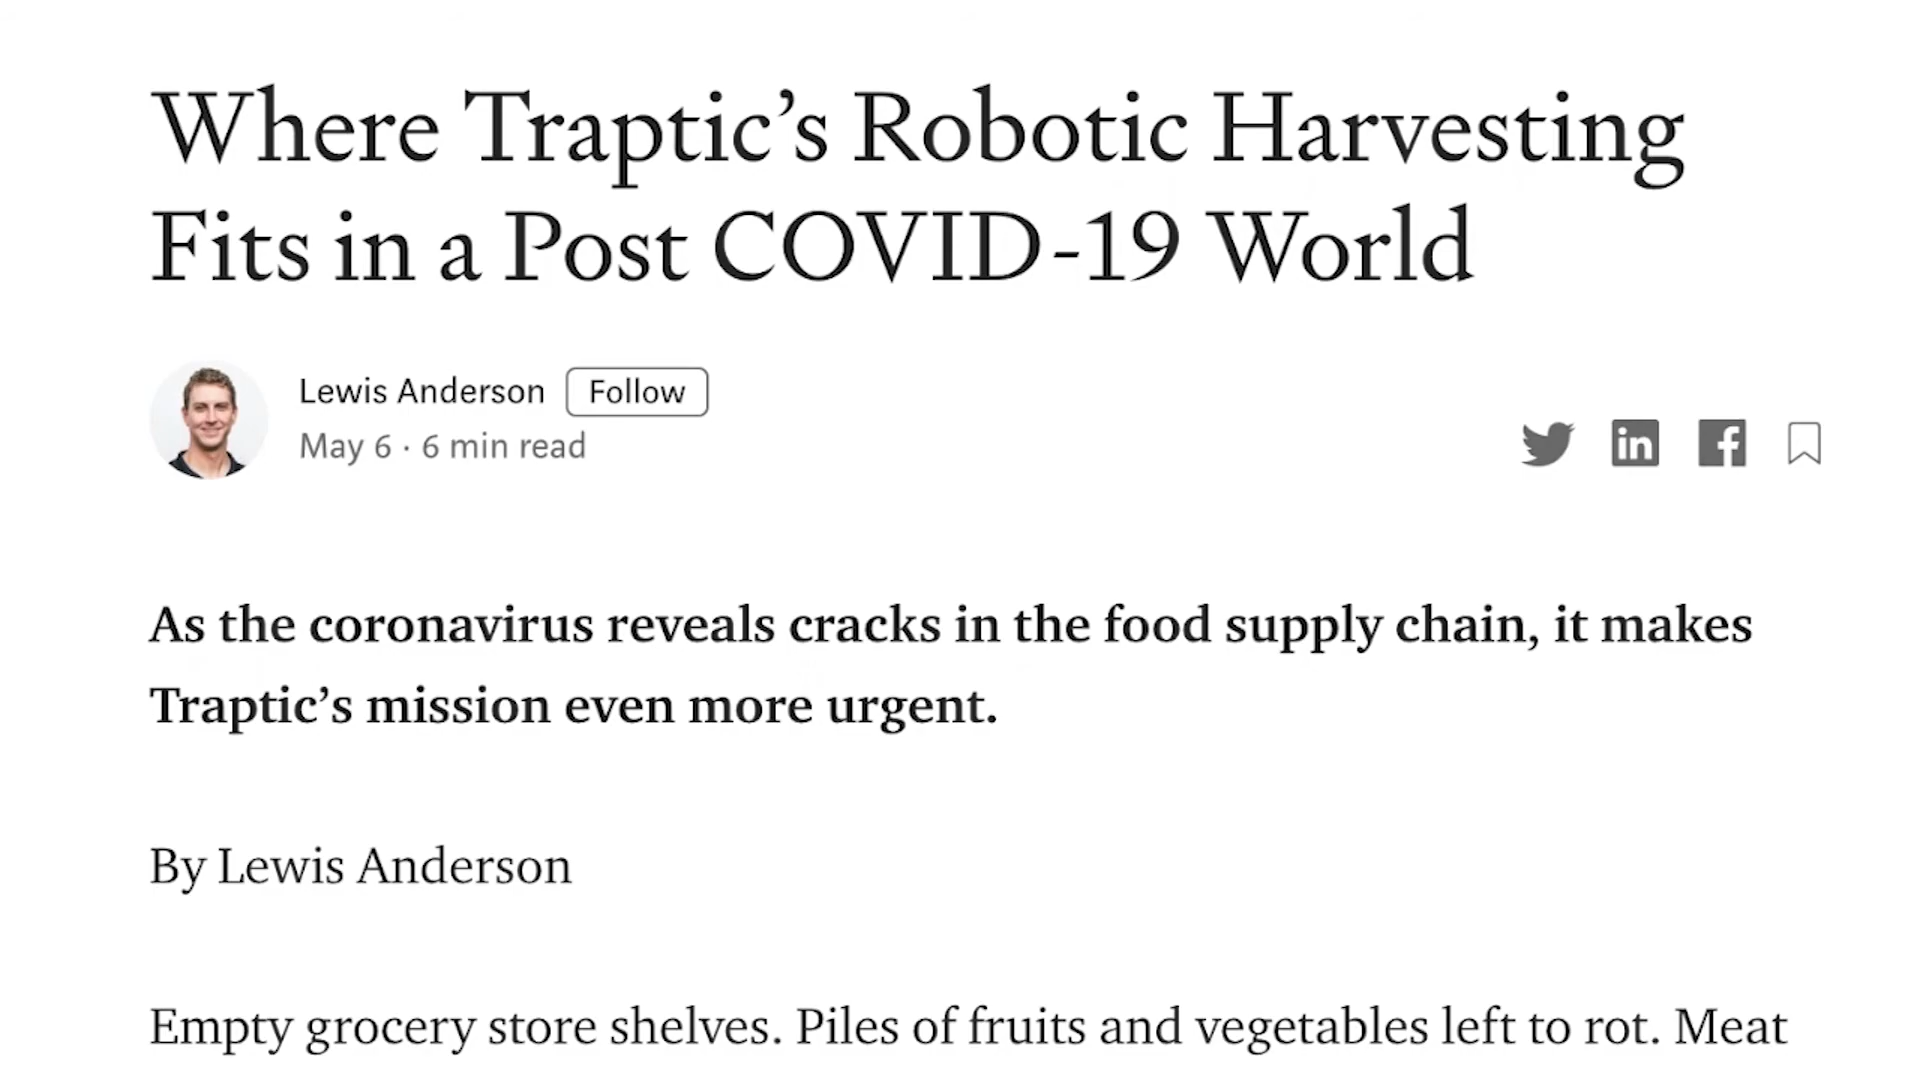 Where Traptic’s Robotic Harvesting
Fits in a Post COVID-19 World
Lewis Anderson Follow
May 6 · 6 min read
As the coronavirus reveals cracks in the food supply chain, it makes
Traptic’s mission even more urgent.
By Lewis Anderson
Empty grocery store shelves. Piles of fruits and vegetables left to rot. Meat